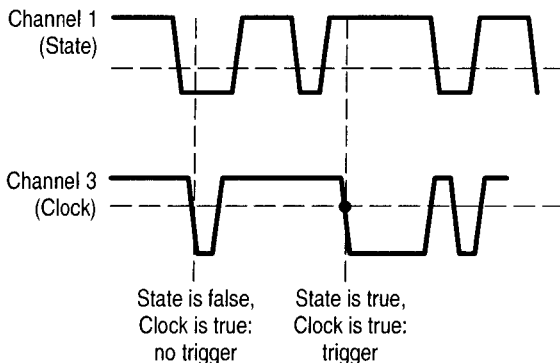 Channel 1
(State)
Channel 3
(Clock)
State is false,
Clock is true:
no trigger
State is true,
Clock is true:
trigger